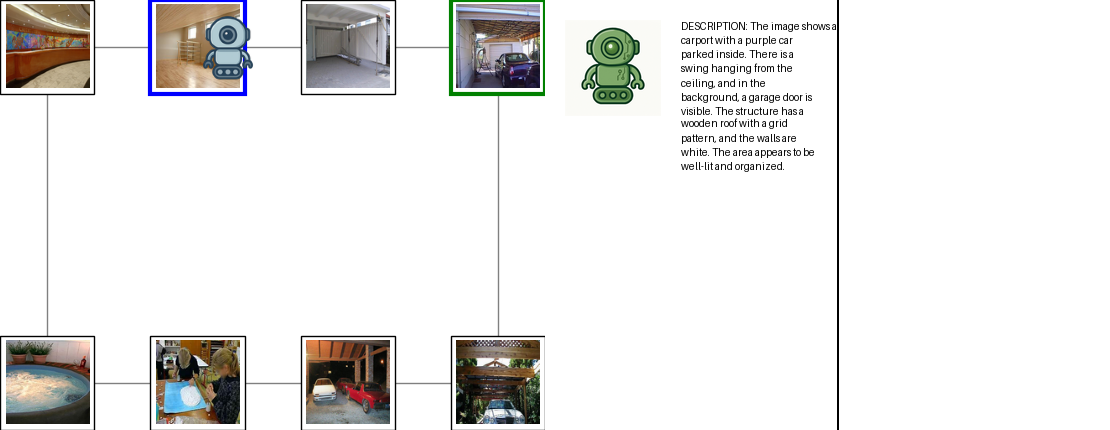 DESCRIPTION: The image shows a
carport with a purple car
parked inside. There is a
swing hanging from the
ceiling, and in the
background, a garage door is
visible. The structure has a
wooden roof with a grid
pattern, and the walls are
white. The area appears to be
well-lit and organized.